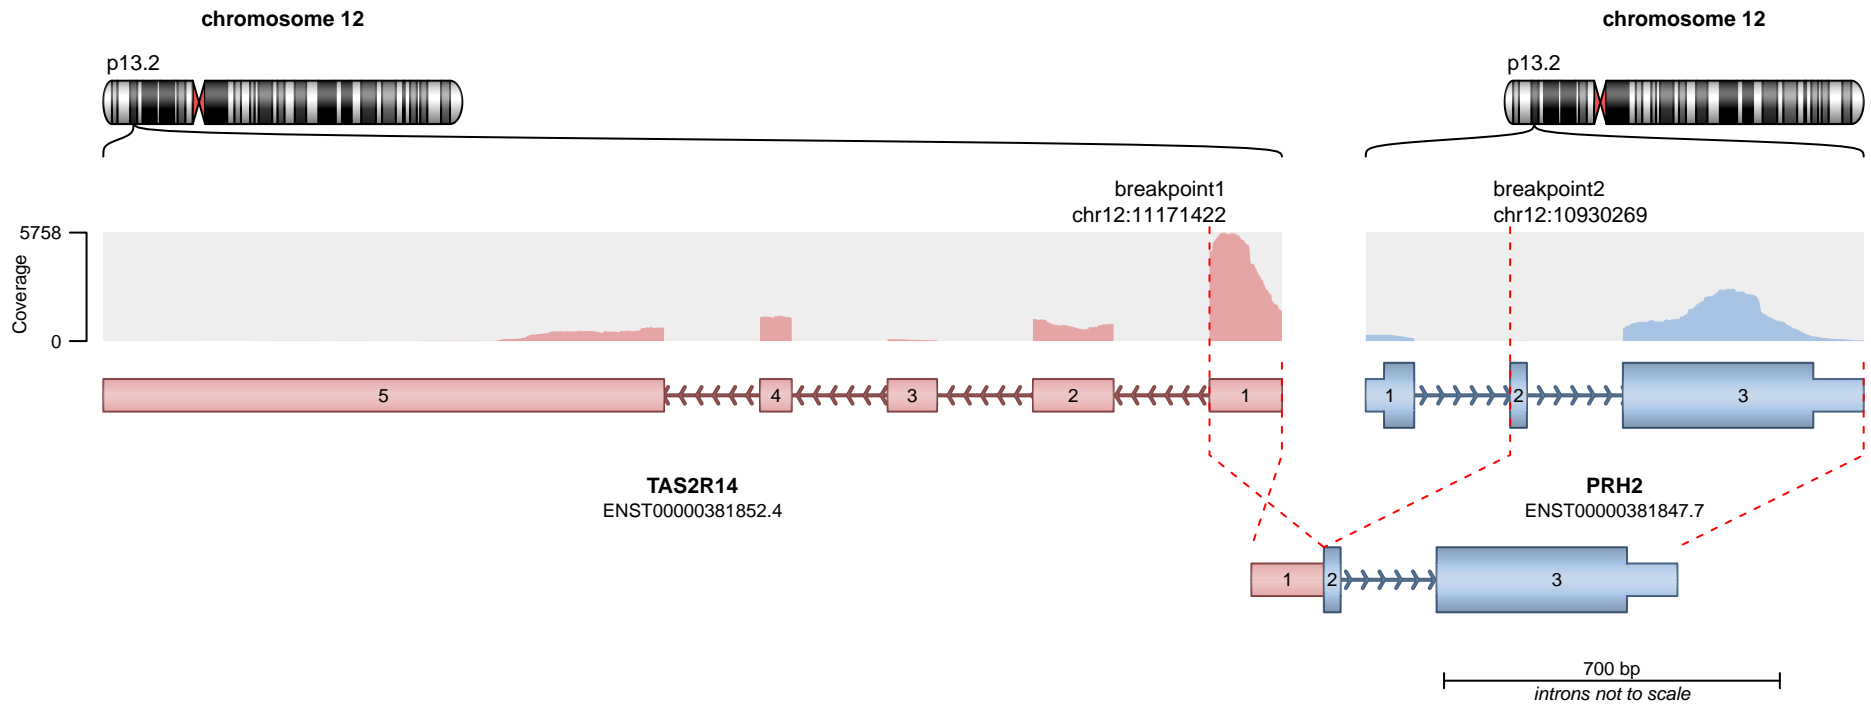 chromosome 12
chromosome 12
p13.2
p13.2
breakpoint1
chr12:11171422
breakpoint2
chr12:10930269
5758
Coverage
0
5
4
3
2
1
1
2
3
TAS2R14
ENST00000381852.4
PRH2
ENST00000381847.7
1
2
3
700 bp
introns not to scale